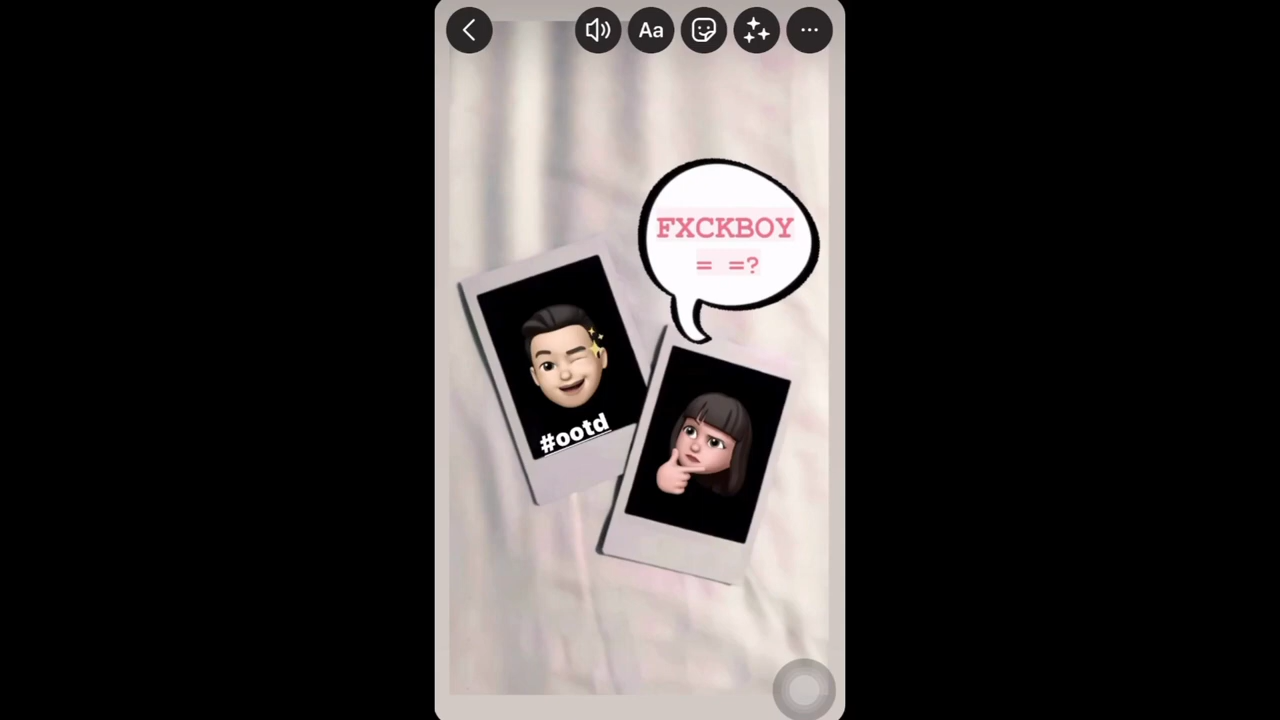 Aa
FXCKBOY
= =?
#ootd